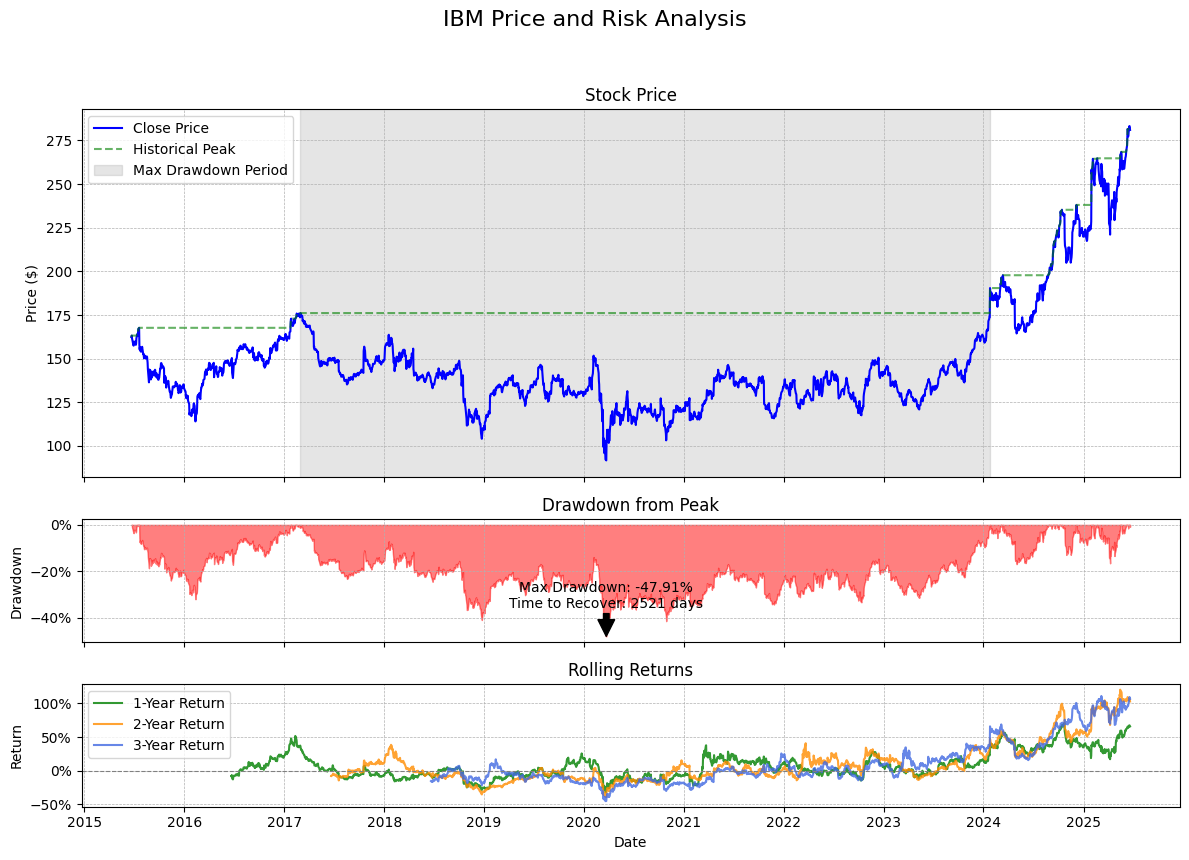 IBM Price and Risk Analysis
Stock Price
Close Price
Historical Peak
Max Drawdown Period
Price ($)
275
250
225
200
175
150
125
100
Drawdown from Peak
Drawdown
0%
−20%
−40%
Max Drawdown: -47.91%
Time to Recover: 2521 days
Rolling Returns
1-Year Return
2-Year Return
3-Year Return
Return
100%
50%
0%
−50%
2015 2016 2017 2018 2019 2020 2021 2022 2023 2024 2025
Date